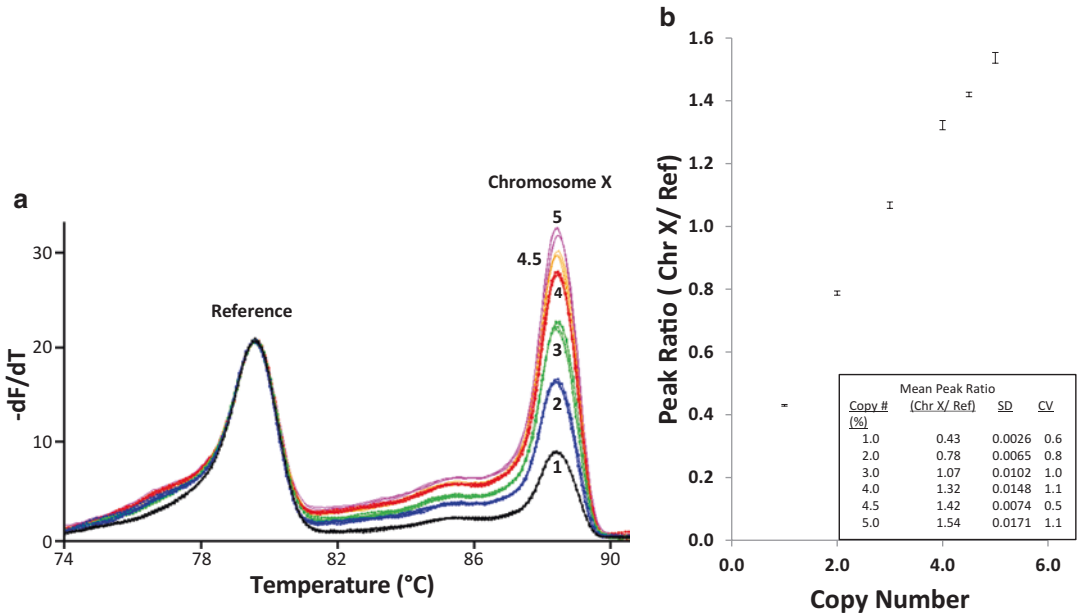 a
-dF/dT
30
20
10
0
74
78
82
86
90
Temperature (°C)
Reference
Chromosome X
5
4.5
4
3
2
1
b
Peak Ratio ( Chr X/ Ref)
1.6
1.4
1.2
1.0
0.8
0.6
0.4
0.2
0.0
0.0 2.0 4.0 6.0
Copy Number
Mean Peak Ratio
Copy # (Chr X/ Ref) SD CV
(%)
1.0 0.43 0.0026 0.6
2.0 0.78 0.0065 0.8
3.0 1.07 0.0102 1.0
4.0 1.32 0.0148 1.1
4.5 1.42 0.0074 0.5
5.0 1.54 0.0171 1.1